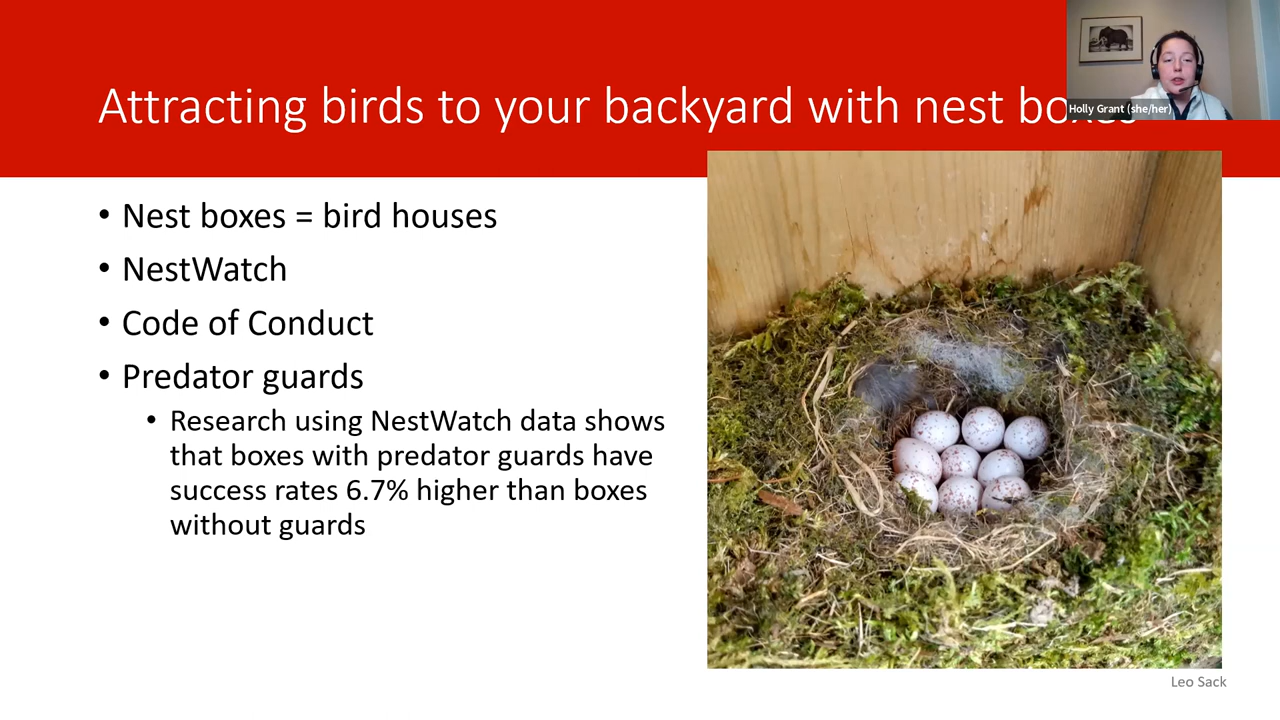 Attracting birds to your backyard with nest boxes
Holly Grant (she/her)
• Nest boxes = bird houses
• NestWatch
• Code of Conduct
• Predator guards
• Research using NestWatch data shows
that boxes with predator guards have
success rates 6.7% higher than boxes
without guards
Leo Sack